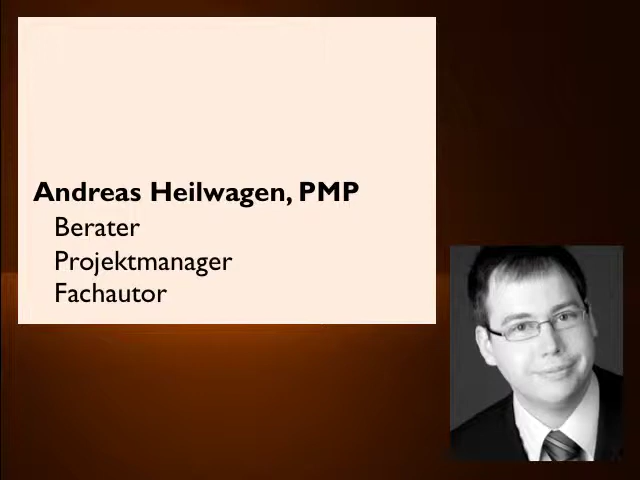 Andreas Heilwagen, PMP
Berater
Projektmanager
Fachautor